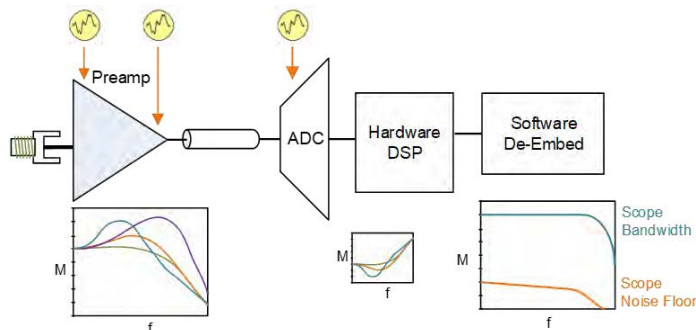 Preamp
ADC
Hardware
DSP
Software
De-Embed
M
f
M
f
M
f
Scope
Bandwidth
Scope
Noise Floor